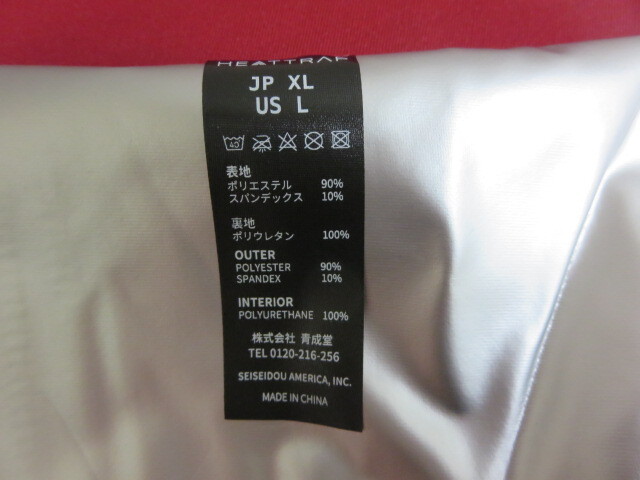 HEATTRAP
JP XL
US L
40
表地
ポリエステル 90%
スパンデックス 10%
裏地
ポリウレタン 100%
OUTER
POLYESTER 90%
SPANDEX 10%
INTERIOR
POLYURETHANE 100%
株式会社 青成堂
TEL 0120-216-256
SEISEIDOU AMERICA, INC.
MADE IN CHINA